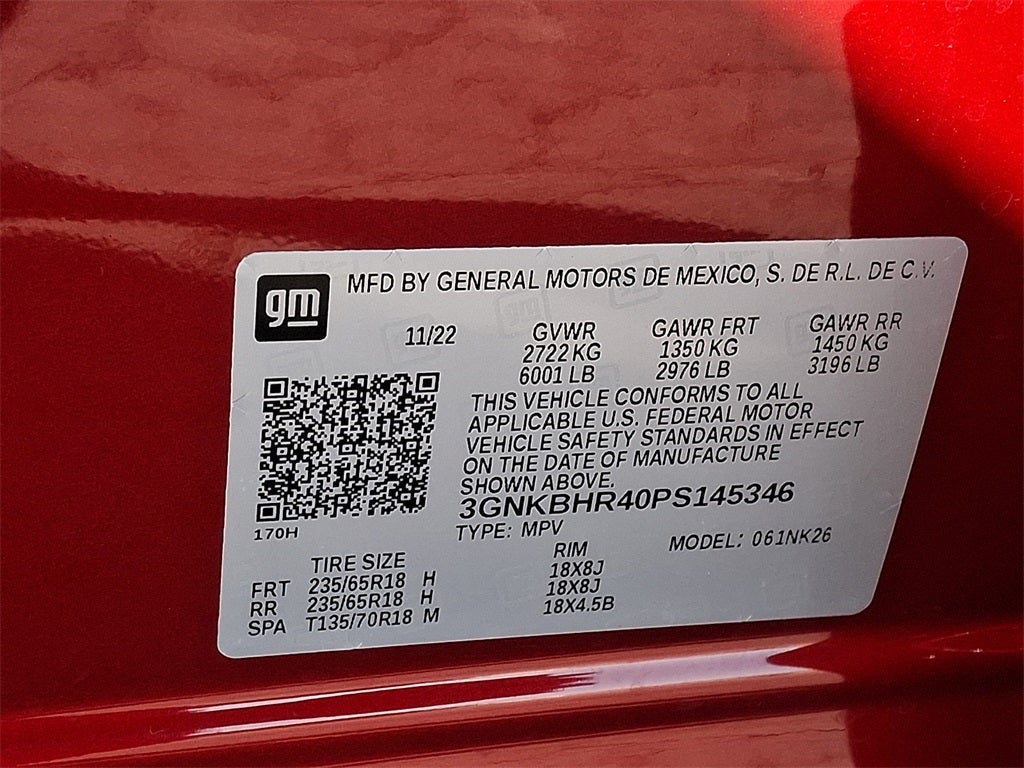 gm
MFD BY GENERAL MOTORS DE MEXICO, S. DE R.L. DE C.V.
11/22 GVWR GAWR FRT GAWR RR
2722 KG 1350 KG 1450 KG
6001 LB 2976 LB 3196 LB
THIS VEHICLE CONFORMS TO ALL
APPLICABLE U.S. FEDERAL MOTOR
VEHICLE SAFETY STANDARDS IN EFFECT
ON THE DATE OF MANUFACTURE
SHOWN ABOVE.
3GNKBHR40PS145346
170H
TYPE: MPV MODEL: 061NK26
TIRE SIZE RIM
FRT 235/65R18 H 18X8J
RR 235/65R18 H 18X8J
SPA T135/70R18 M 18X4.5B